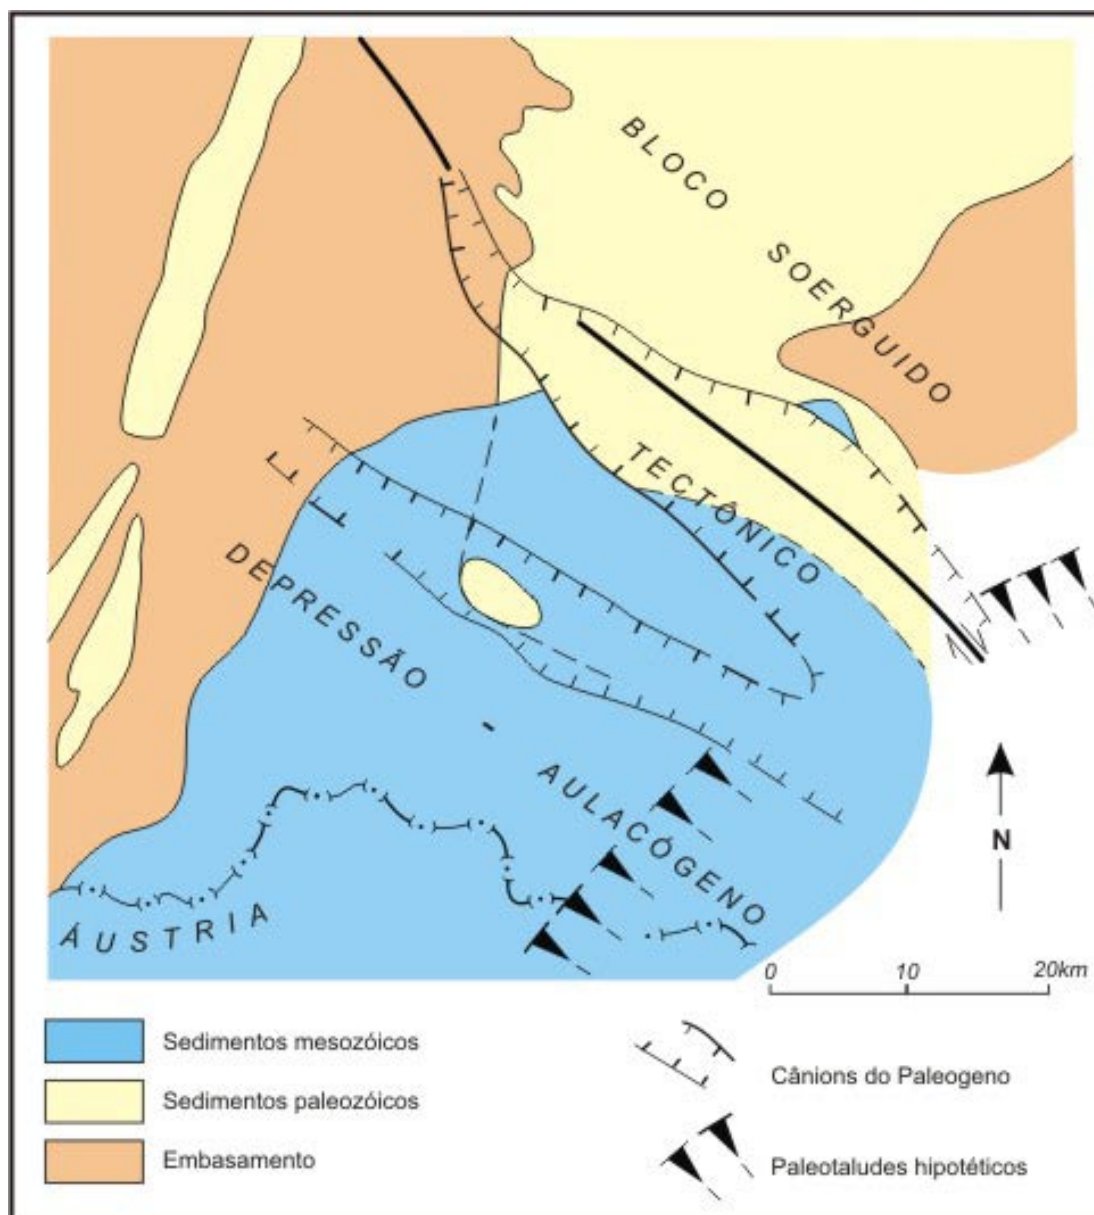 BLOCO
SOERGUIDO
TECTÔNICO
DEPRESSÃO -
AULACÓGENO
ÁUSTRIA
N
0 10 20km
Sedimentos mesozóicos
Sedimentos paleozóicos
Embasamento
Cânions do Paleogeno
Paleotaludes hipotéticos